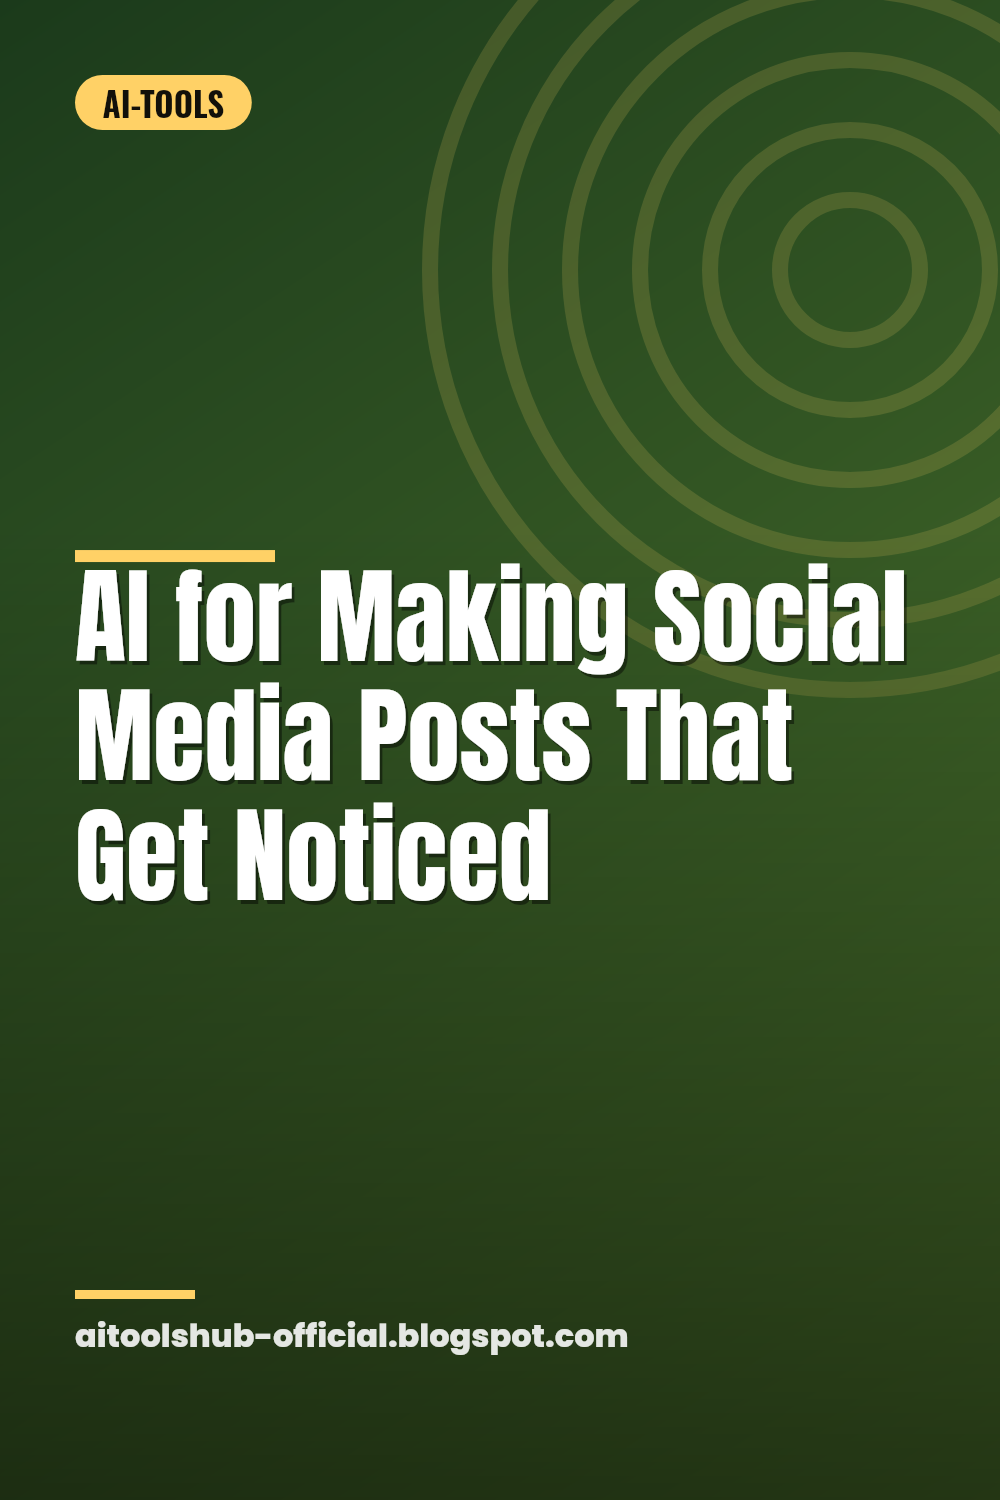 AI-TOOLS
AI for Making Social
Media Posts That
Get Noticed
aitoolshub-official.blogspot.com